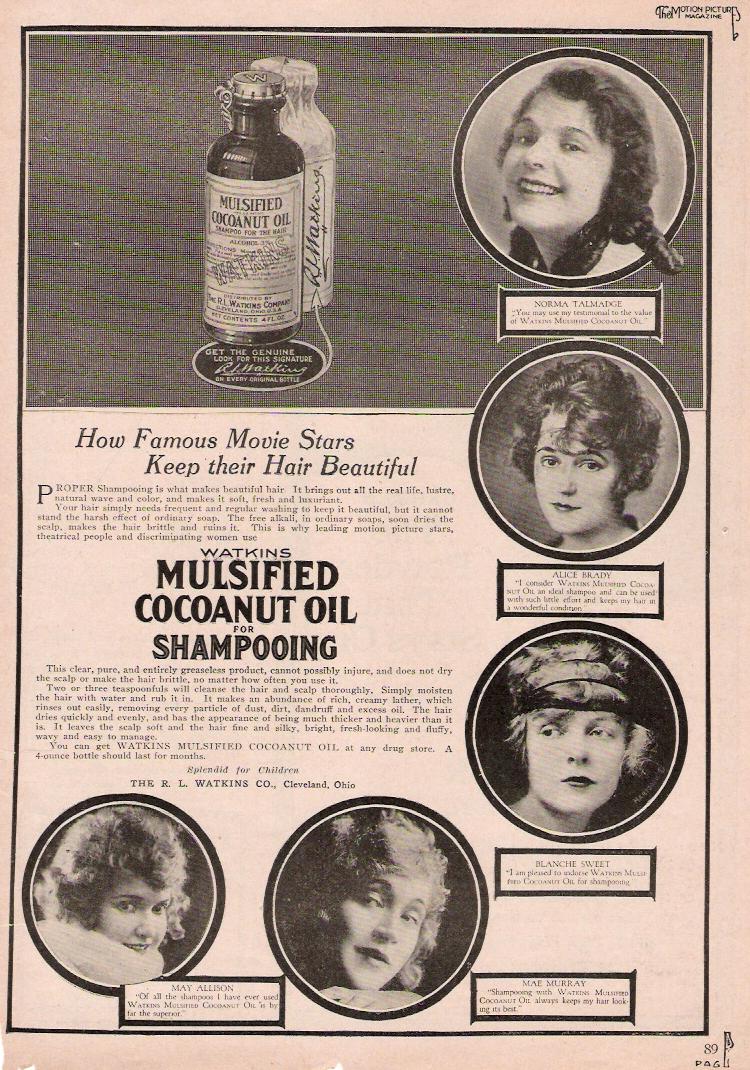 The MOTION PICTURE
MAGAZINE
W
MULSIFIED
COCOANUT OIL
SHAMPOO FOR THE HAIR
ALCOHOL 3%
WATKINS
DISTRIBUTED BY
THE R.L. WATKINS COMPANY
CLEVELAND, OHIO, U.S.A.
NET CONTENTS 4 FL. OZ.
R.L. Watkins
GET THE GENUINE
LOOK FOR THIS SIGNATURE
R.L. Watkins
ON EVERY ORIGINAL BOTTLE
NORMA TALMADGE
"You may use my testimonial to the value
of WATKINS MULSIFIED COCOANUT OIL."
How Famous Movie Stars
Keep their Hair Beautiful
PROPER Shampooing is what makes beautiful hair It brings out all the real life, lustre,
natural wave and color, and makes it soft, fresh and luxuriant.
Your hair simply needs frequent and regular washing to keep it beautiful, but it cannot
stand the harsh effect of ordinary soap. The free alkali, in ordinary soaps, soon dries the
scalp, makes the hair brittle and ruins it. This is why leading motion picture stars,
theatrical people and discriminating women use
WATKINS
MULSIFIED
COCOANUT OIL
FOR
SHAMPOOING
This clear, pure, and entirely greaseless product, cannot possibly injure, and does not dry
the scalp or make the hair brittle, no matter how often you use it.
Two or three teaspoonfuls will cleanse the hair and scalp thoroughly. Simply moisten
the hair with water and rub it in. It makes an abundance of rich, creamy lather, which
rinses out easily, removing every particle of dust, dirt, dandruff and excess oil. The hair
dries quickly and evenly, and has the appearance of being much thicker and heavier than it
is. It leaves the scalp soft and the hair fine and silky, bright, fresh-looking and fluffy,
wavy and easy to manage.
You can get WATKINS MULSIFIED COCOANUT OIL at any drug store. A
4-ounce bottle should last for months.
Splendid for Children
THE R. L. WATKINS CO., Cleveland, Ohio
ALICE BRADY
"I consider WATKINS MULSIFIED COCOA-
NUT OIL an ideal shampoo and can be used
with such little effort and keeps my hair in
a wonderful condition"
BLANCHE SWEET
"I am pleased to indorse WATKINS MULSI-
FIED COCOANUT OIL for shampooing
MAY ALLISON
"Of all the shampoos I have ever used
WATKINS MULSIFIED COCOANUT OIL is by
far the superior."
MAE MURRAY
"Shampooing with WATKINS MULSIFIED
COCOANUT OIL always keeps my hair look-
ing its best."
89
PAG